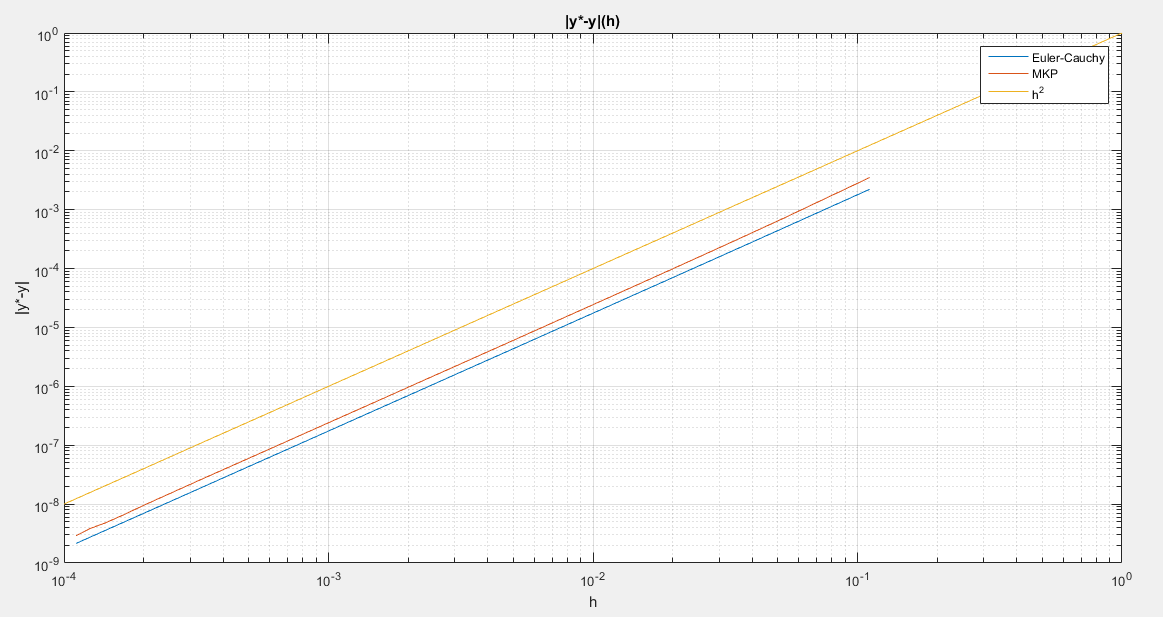 |y*-y|(h)
Euler-Cauchy
MKP
h²
10⁰
10⁻¹
10⁻²
10⁻³
10⁻⁴
10⁻⁵
10⁻⁶
10⁻⁷
10⁻⁸
10⁻⁹
|y*-y|
10⁻⁴ 10⁻³ 10⁻² 10⁻¹ 10⁰
h